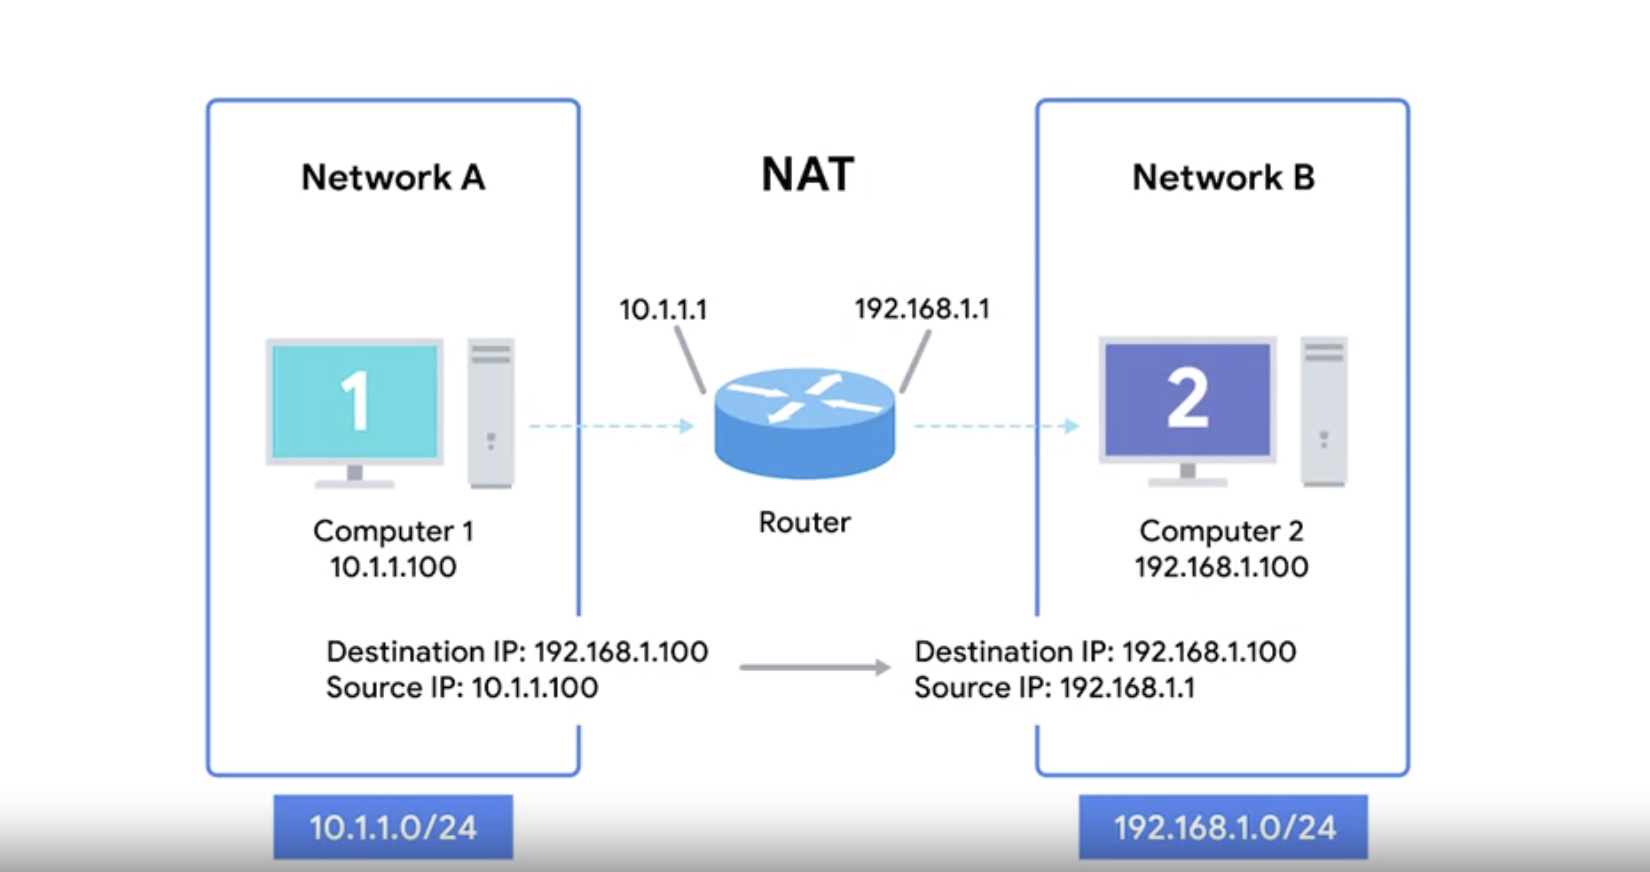 Network A
NAT
Network B
10.1.1.1
192.168.1.1
1
2
Router
Computer 1
10.1.1.100
Computer 2
192.168.1.100
Destination IP: 192.168.1.100
Source IP: 10.1.1.100
Destination IP: 192.168.1.100
Source IP: 192.168.1.1
10.1.1.0/24
192.168.1.0/24